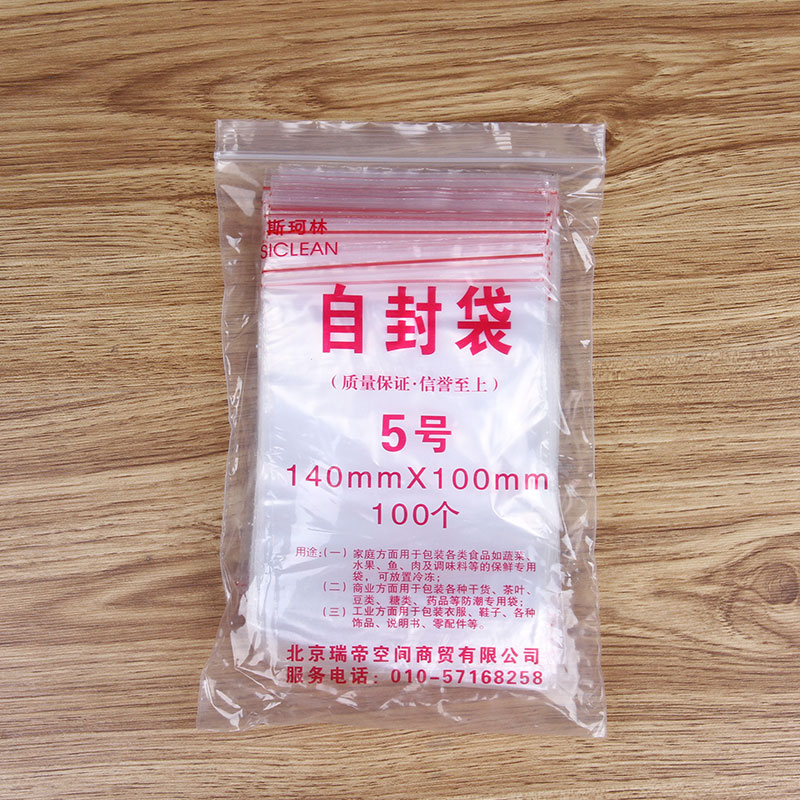 斯珂林
SICLEAN
自封袋
(质量保证·信誉至上)
5号
140mmX100mm
100个
用途:(一) 家庭方面用于包装各类食品如蔬菜、
水果、鱼、肉及调味料等的保鲜专用
袋,可放置冷冻;
(二) 商业方面用于包装各种干货、茶叶、
豆类、糖类、药品等防潮专用袋;
(三) 工业方面用于包装衣服、鞋子、各种
饰品、说明书、零配件等。
北京瑞帝空间商贸有限公司
服务电话:010-57168258